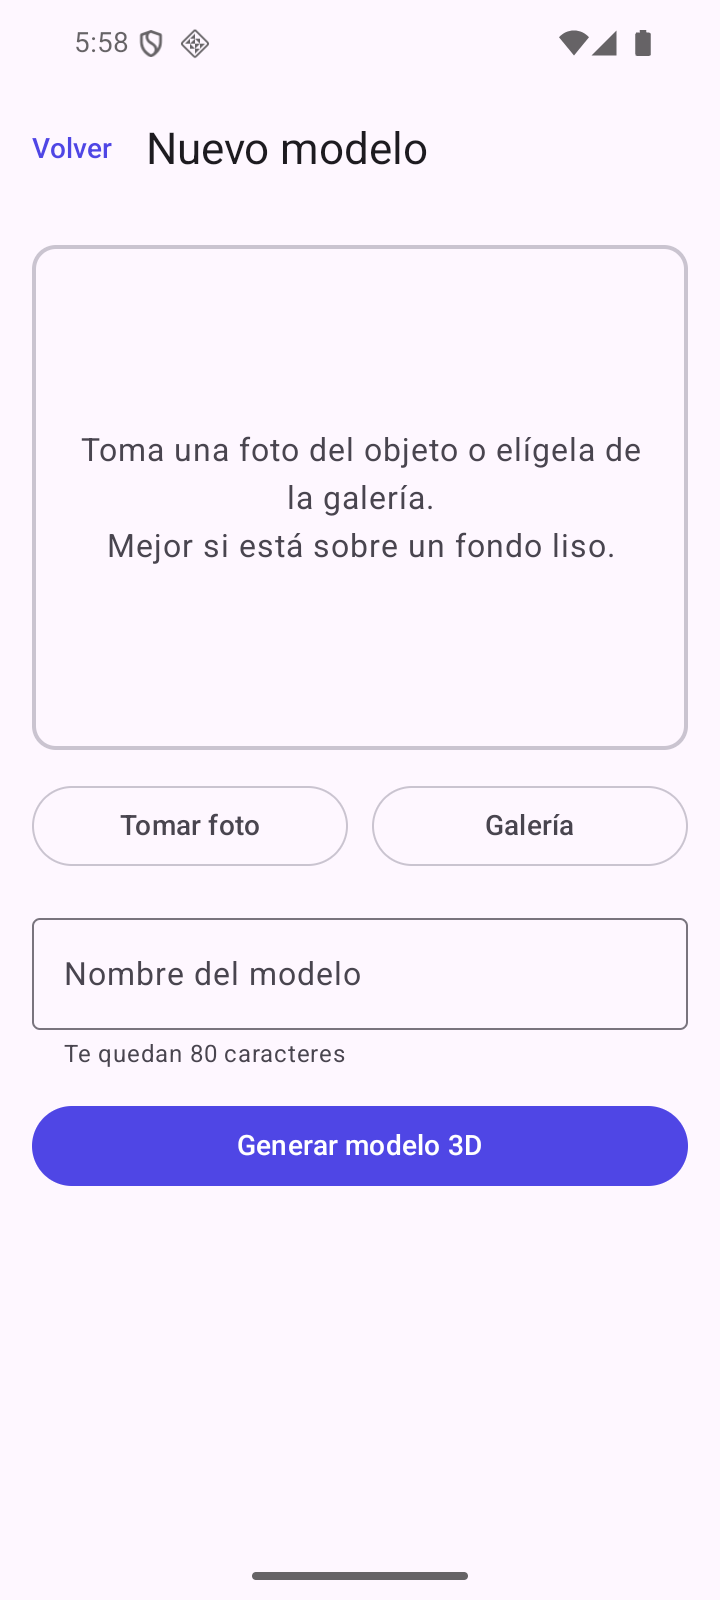 5:58
Volver
Nuevo modelo
Toma una foto del objeto o elígela de
la galería.
Mejor si está sobre un fondo liso.
Tomar foto
Galería
Nombre del modelo
Te quedan 80 caracteres
Generar modelo 3D